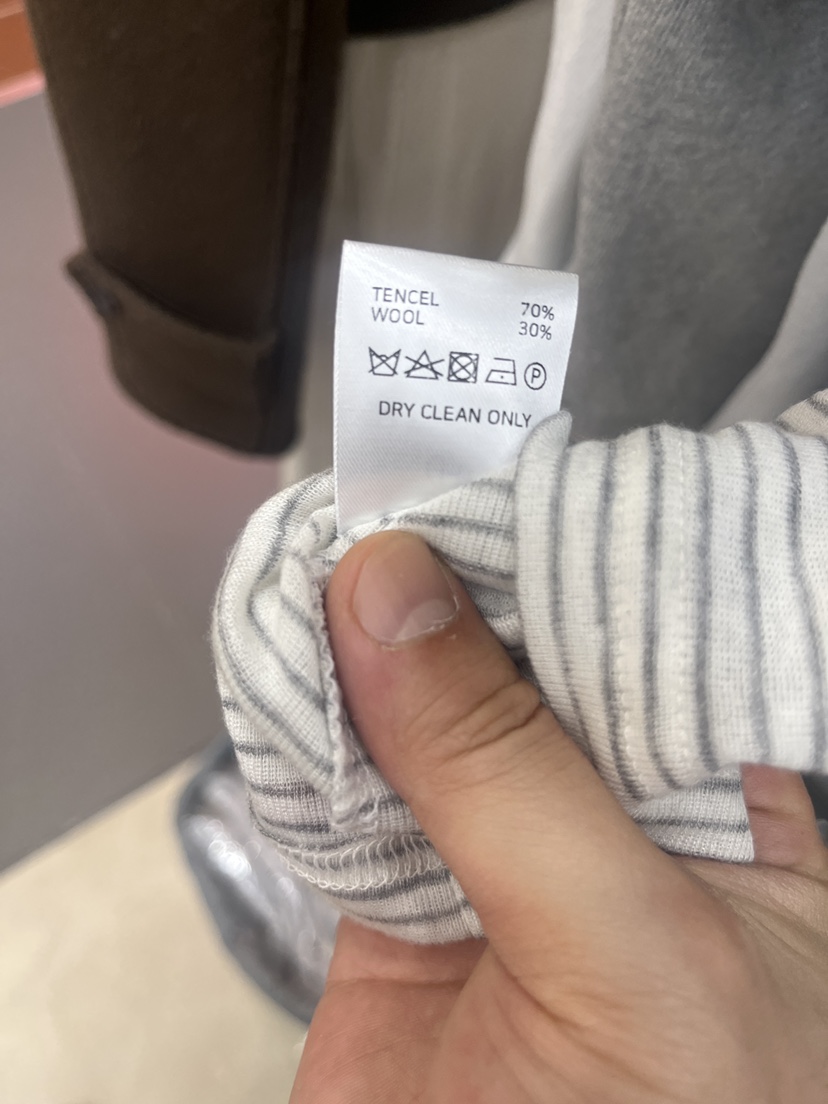 TENCEL 70%
WOOL 30%
P
DRY CLEAN ONLY